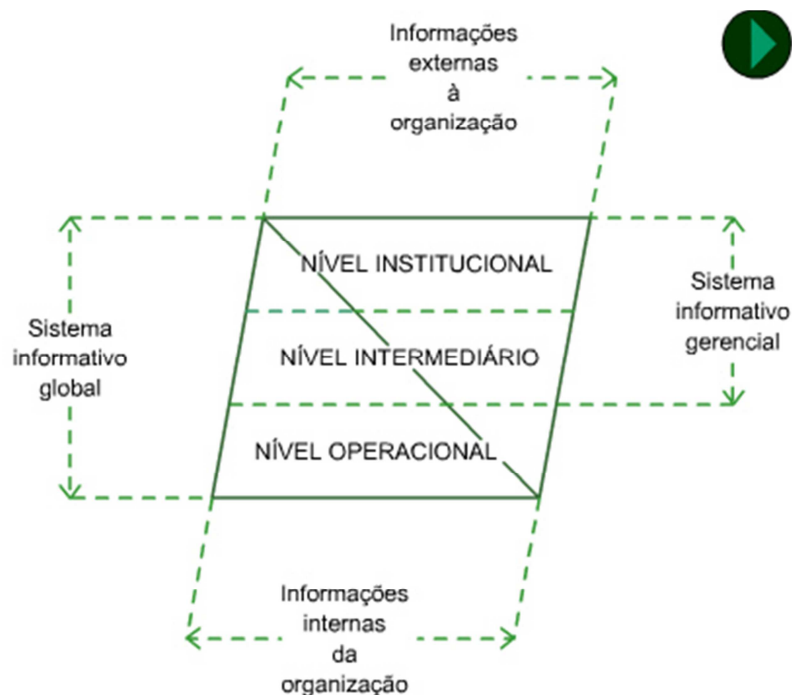 Informações
externas
à
organização
NÍVEL INSTITUCIONAL
Sistema
informativo
global
NÍVEL INTERMEDIÁRIO
Sistema
informativo
gerencial
NÍVEL OPERACIONAL
Informações
internas
da
organização